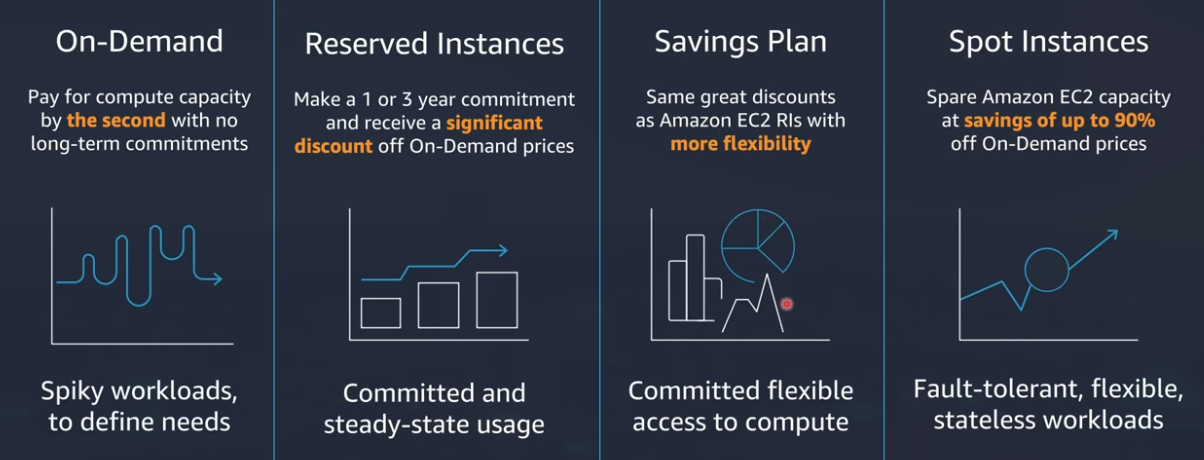 On-Demand
Pay for compute capacity
by the second with no
long-term commitments
Spiky workloads,
to define needs
Reserved Instances
Make a 1 or 3 year commitment
and receive a significant
discount off On-Demand prices
Committed and
steady-state usage
Savings Plan
Same great discounts
as Amazon EC2 RIs with
more flexibility
Committed flexible
access to compute
Spot Instances
Spare Amazon EC2 capacity
at savings of up to 90%
off On-Demand prices
Fault-tolerant, flexible,
stateless workloads